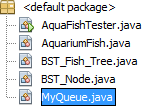 <default package>
AquaFishTester.java
AquariumFish.java
BST_Fish_Tree.java
BST_Node.java
MyQueue.java